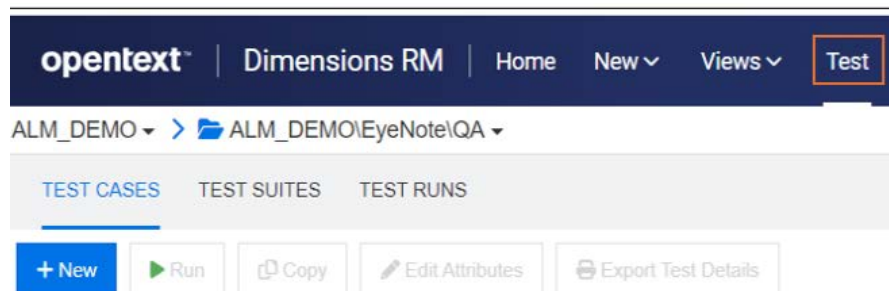 opentext™ | Dimensions RM | Home New Views Test
ALM_DEMO > ALM_DEMO\EyeNote\QA
TEST CASES TEST SUITES TEST RUNS
+ New Run Copy Edit Attributes Export Test Details